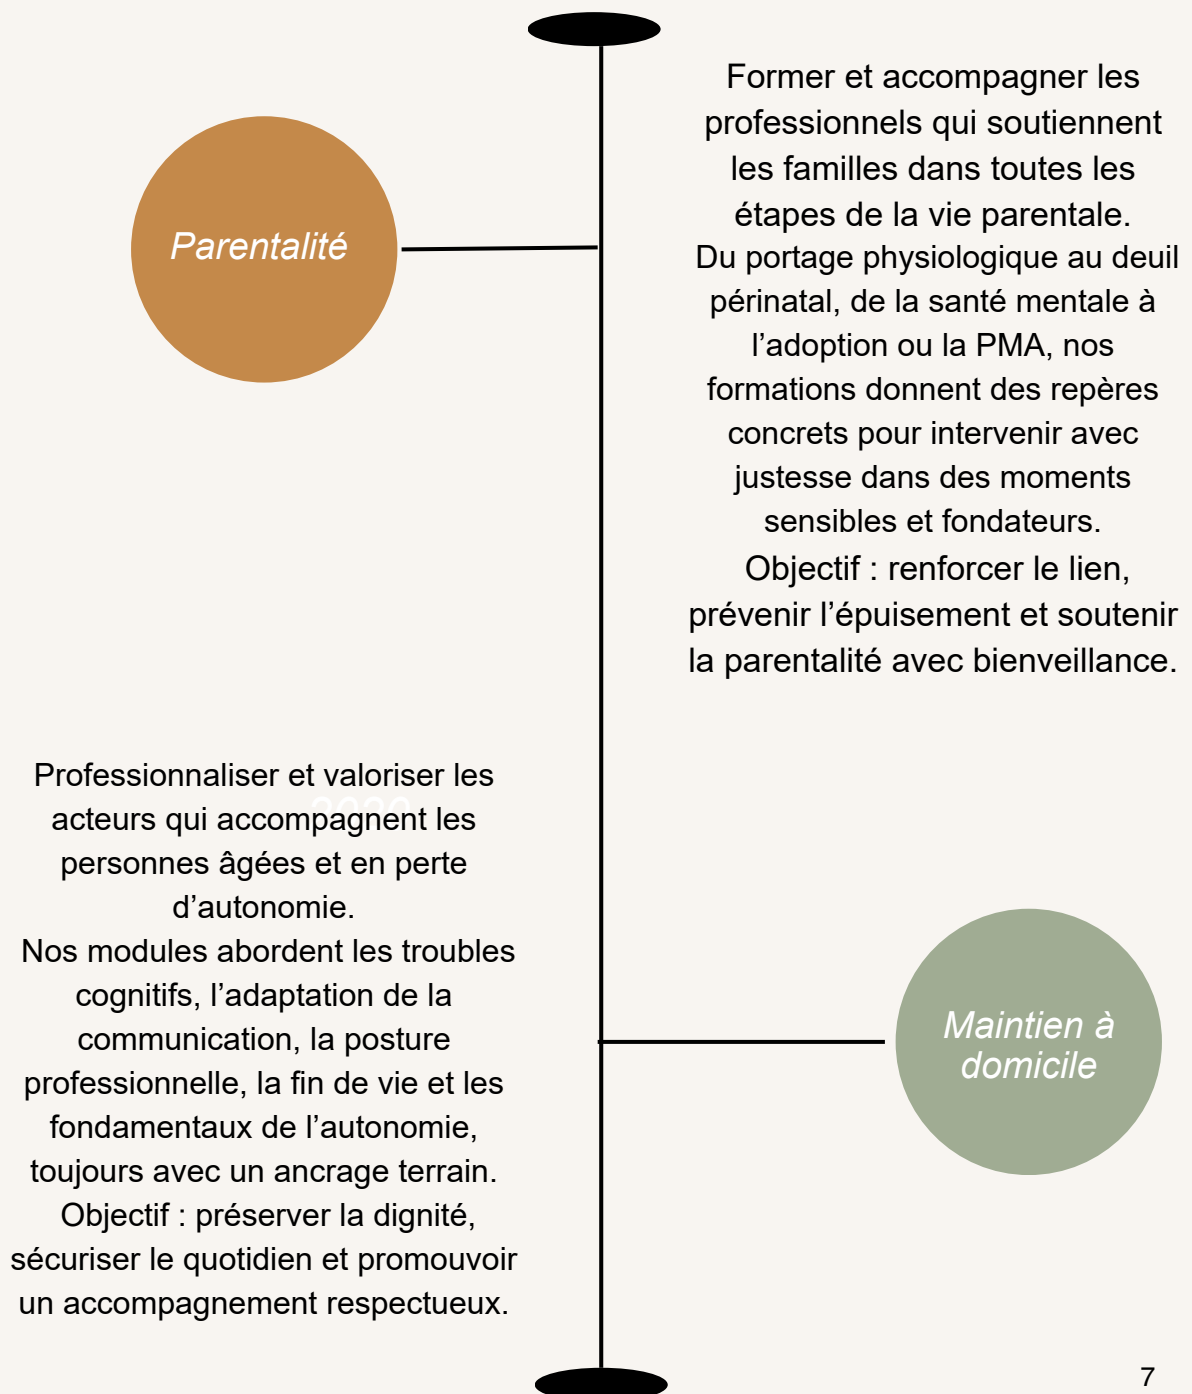 Parentalité
Former et accompagner les
professionnels qui soutiennent
les familles dans toutes les
étapes de la vie parentale.
Du portage physiologique au deuil
périnatal, de la santé mentale à
l’adoption ou la PMA, nos
formations donnent des repères
concrets pour intervenir avec
justesse dans des moments
sensibles et fondateurs.
Objectif : renforcer le lien,
prévenir l’épuisement et soutenir
la parentalité avec bienveillance.
Professionnaliser et valoriser les
2020
acteurs qui accompagnent les
personnes âgées et en perte
d’autonomie.
Nos modules abordent les troubles
cognitifs, l’adaptation de la
communication, la posture
professionnelle, la fin de vie et les
fondamentaux de l’autonomie,
toujours avec un ancrage terrain.
Objectif : préserver la dignité,
sécuriser le quotidien et promouvoir
un accompagnement respectueux.
Maintien à
domicile
7